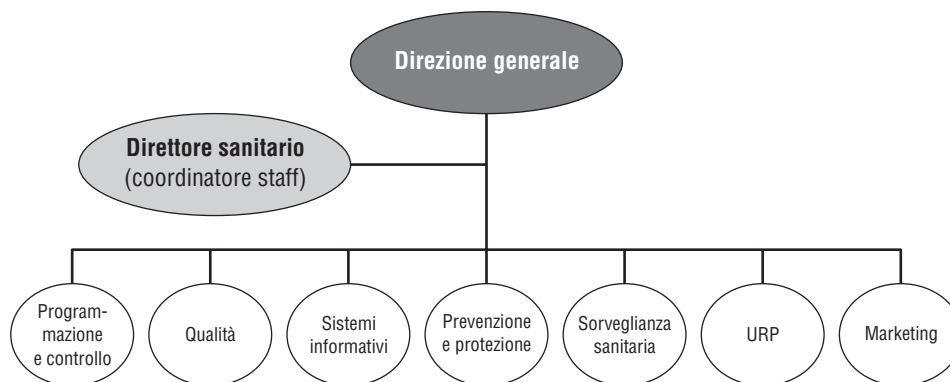 Direzione generale
Direttore sanitario
(coordinatore staff)
Program-
mazione
e controllo
Qualità
Sistemi
informativi
Prevenzione
e protezione
Sorveglianza
sanitaria
URP
Marketing